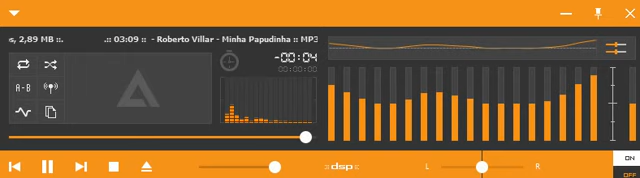 s, 2,89 MB ::. .:: 03:09 :: - Roberto Villar - Minha Papudinha :: MP3
-00:04
00:00:00
A-B
dsp
L R
ON
OFF